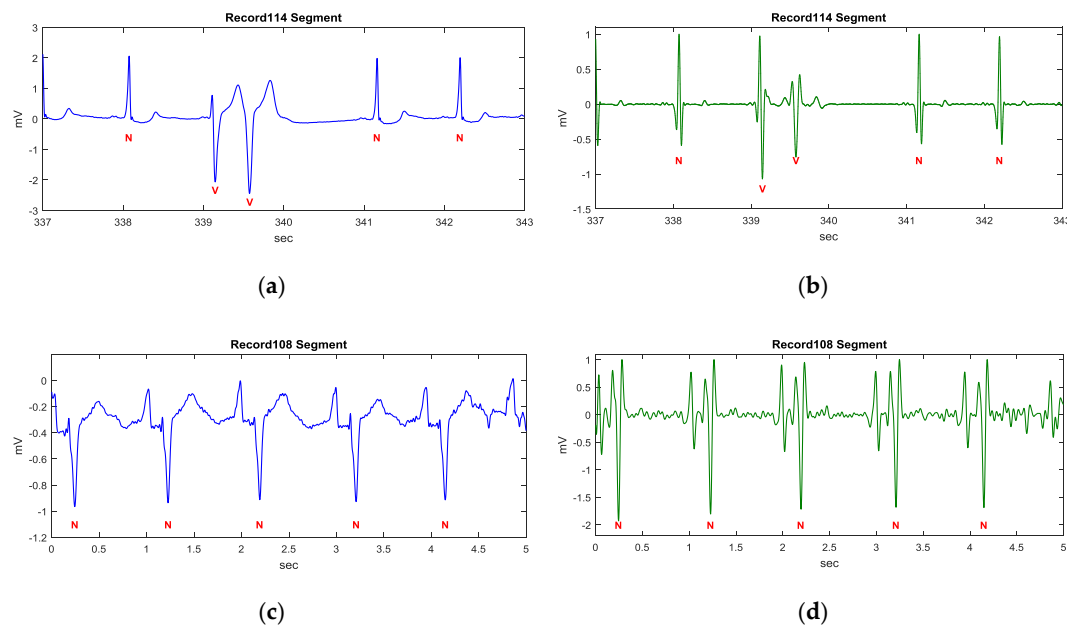 Record114 Segment
3
2
1
0
-1
-2
-3
mV
N
V
V
N
N
337
338
339
340
341
342
343
sec
(a)
Record114 Segment
1
0.5
0
-0.5
-1
-1.5
mV
N
V
V
N
N
337
338
339
340
341
342
343
sec
(b)
Record108 Segment
0
-0.2
-0.4
-0.6
-0.8
-1
-1.2
mV
N
N
N
N
N
0
0.5
1
1.5
2
2.5
3
3.5
4
4.5
5
sec
(c)
Record108 Segment
1
0.5
0
-0.5
-1
-1.5
-2
mV
N
N
N
N
N
0
0.5
1
1.5
2
2.5
3
3.5
4
4.5
5
sec
(d)